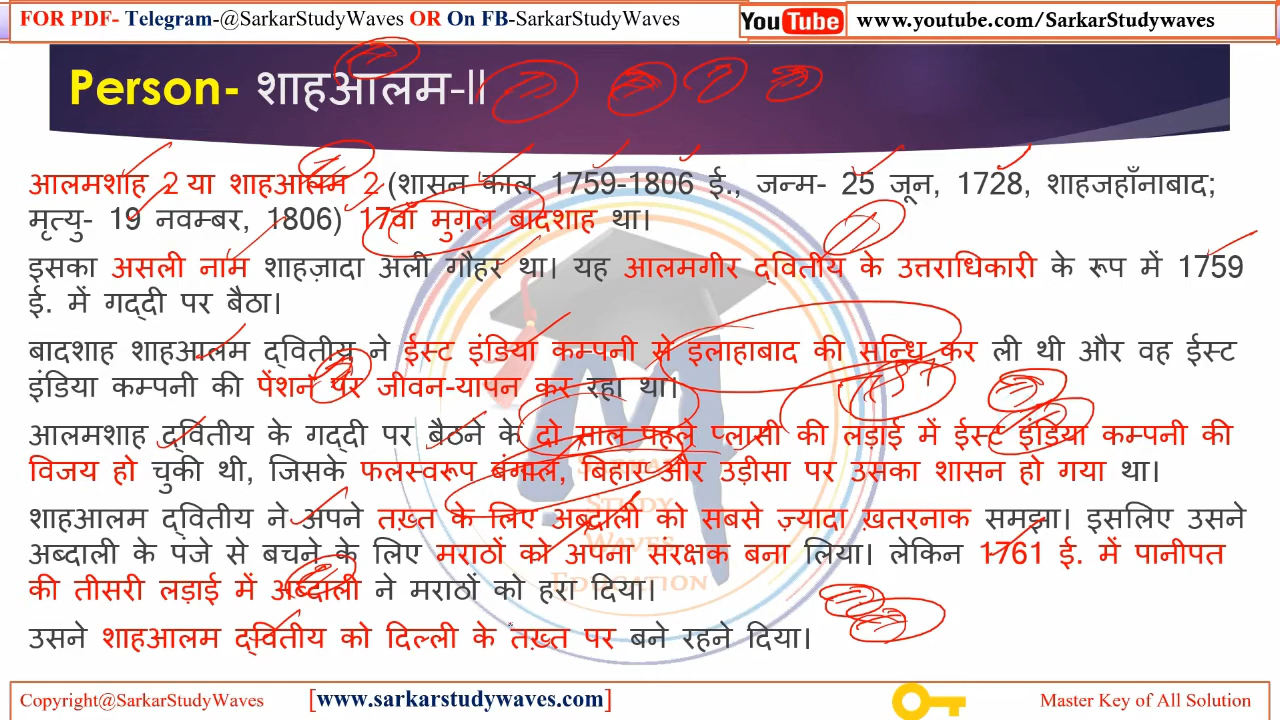 FOR PDF- Telegram-@SarkarStudyWaves OR On FB-SarkarStudyWaves
YouTube
www.youtube.com/SarkarStudywaves
Person- शाहआलम-II
आलमशाह 2 या शाहआलम 2 (शासन काल 1759-1806 ई., जन्म- 25 जून, 1728, शाहजहाँनाबाद;
मृत्यु- 19 नवम्बर, 1806) 17वाँ मुग़ल बादशाह था।
इसका असली नाम शाहज़ादा अली गौहर था। यह आलमगीर द्वितीय के उत्तराधिकारी के रूप में 1759
ई. में गद्दी पर बैठा।
बादशाह शाहआलम द्वितीय ने ईस्ट इंडिया कम्पनी से इलाहाबाद की सन्धि कर ली थी और वह ईस्ट
इंडिया कम्पनी की पेंशन पर जीवन-यापन कर रहा था।
आलमशाह द्वितीय के गद्दी पर बैठने के दो साल पहले प्लासी की लड़ाई में ईस्ट इंडिया कम्पनी की
विजय हो चुकी थी, जिसके फलस्वरूप बंगाल, बिहार और उड़ीसा पर उसका शासन हो गया था।
शाहआलम द्वितीय ने अपने तख़्त के लिए अब्दाली को सबसे ज़्यादा ख़तरनाक समझा। इसलिए उसने
अब्दाली के पंजे से बचने के लिए मराठों को अपना संरक्षक बना लिया। लेकिन 1761 ई. में पानीपत
की तीसरी लड़ाई में अब्दाली ने मराठों को हरा दिया।
उसने शाहआलम द्वितीय को दिल्ली के तख़्त पर बने रहने दिया।
STUDY
WAVES
EDUCATION
Copyright@SarkarStudyWaves
[www.sarkarstudywaves.com]
Master Key of All Solution